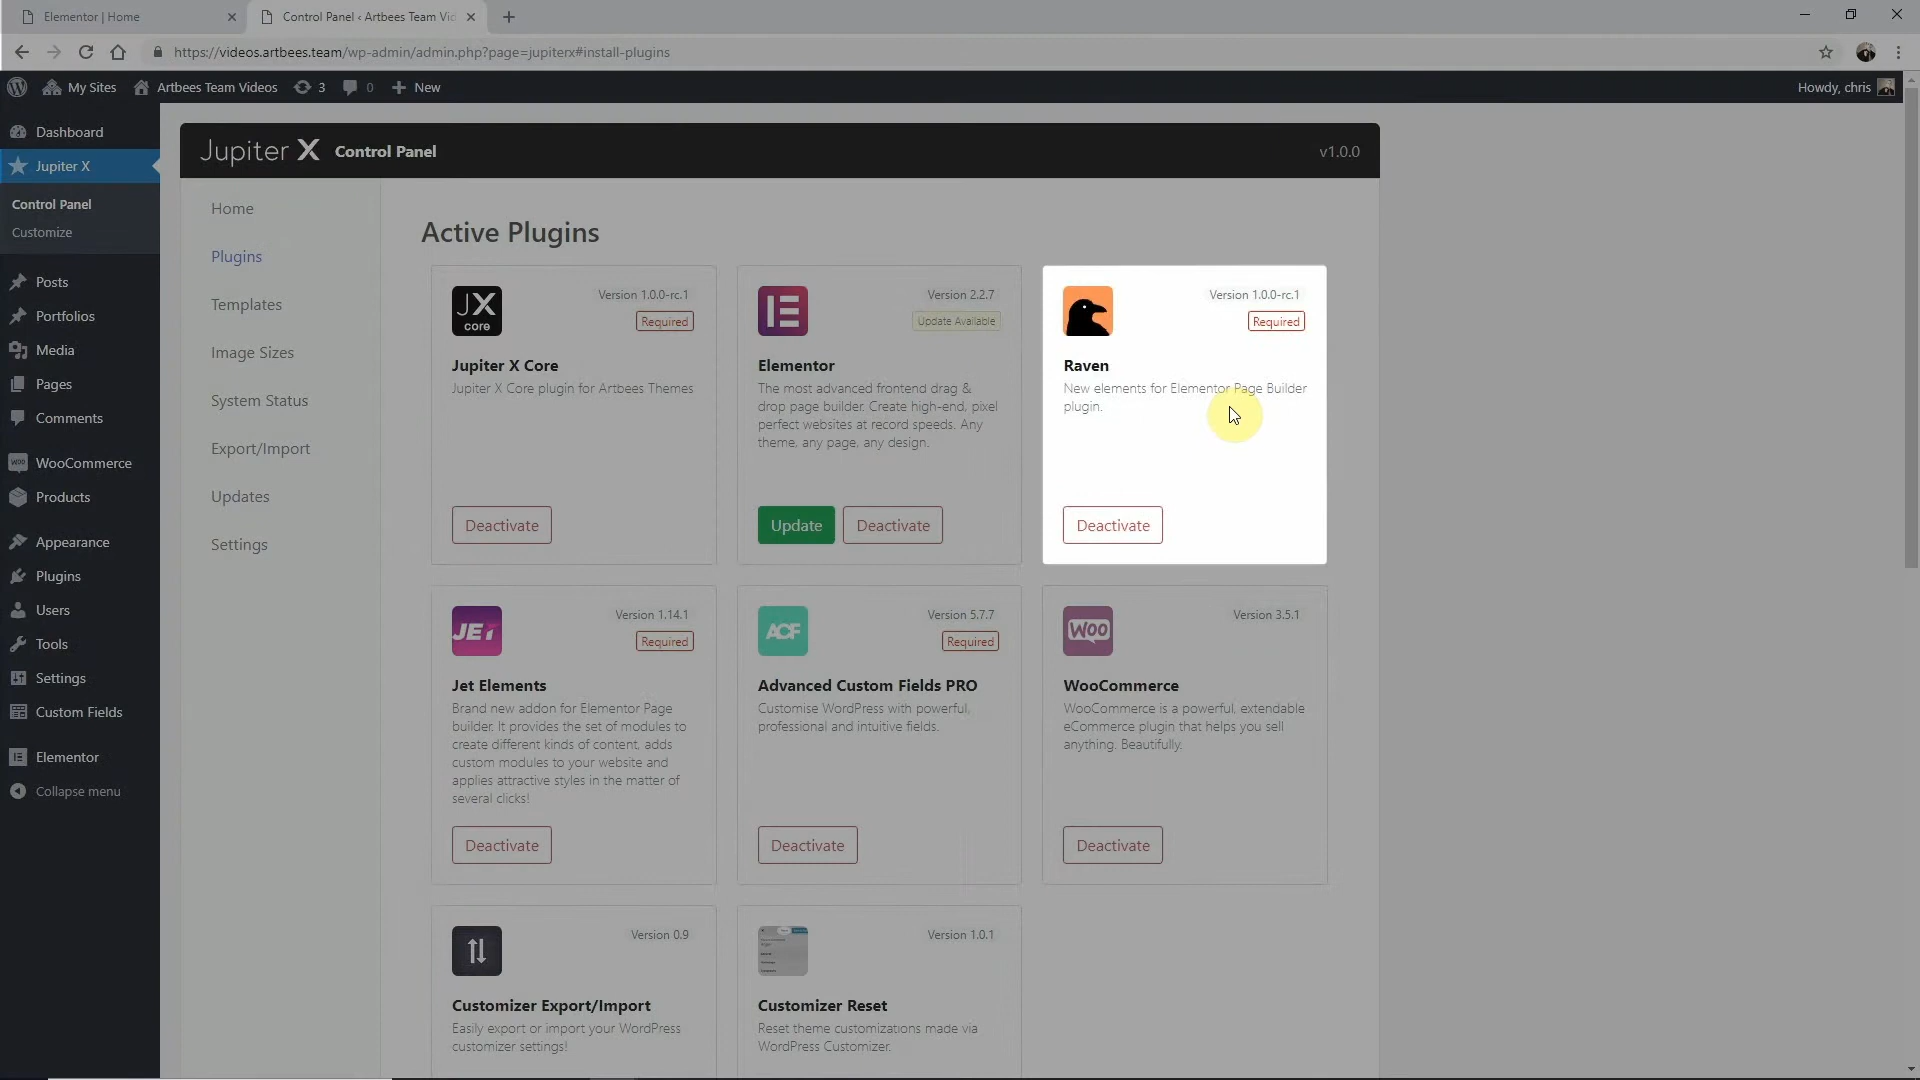 Elementor | Home
Control Panel ‹ Artbees Team Vid
https://videos.artbees.team/wp-admin/admin.php?page=jupiterx#install-plugins
My Sites
Artbees Team Videos
3
0
New
Howdy, chris
Dashboard
Jupiter X
Control Panel
Customize
Posts
Portfolios
Media
Pages
Comments
WooCommerce
Products
Appearance
Plugins
Users
Tools
Settings
Custom Fields
Elementor
Collapse menu
Jupiter X Control Panel
v1.0.0
Home
Plugins
Templates
Image Sizes
System Status
Export/Import
Updates
Settings
Active Plugins
JX
core
Version 1.0.0-rc.1
Required
Jupiter X Core
Jupiter X Core plugin for Artbees Themes
Deactivate
Version 2.2.7
Update Available
Elementor
The most advanced frontend drag &
drop page builder. Create high-end, pixel
perfect websites at record speeds. Any
theme, any page, any design.
Update
Deactivate
Version 1.0.0-rc.1
Required
Raven
New elements for Elementor Page Builder
plugin.
Deactivate
JET
Version 1.14.1
Required
Jet Elements
Brand new addon for Elementor Page
builder. It provides the set of modules to
create different kinds of content, adds
custom modules to your website and
applies attractive styles in the matter of
several clicks!
Deactivate
ACF
Version 5.7.7
Required
Advanced Custom Fields PRO
Customise WordPress with powerful,
professional and intuitive fields.
Deactivate
WOO
Version 3.5.1
WooCommerce
WooCommerce is a powerful, extendable
eCommerce plugin that helps you sell
anything. Beautifully.
Deactivate
Version 0.9
Customizer Export/Import
Easily export or import your WordPress
customizer settings!
Version 1.0.1
Customizer Reset
Reset theme customizations made via
WordPress Customizer.